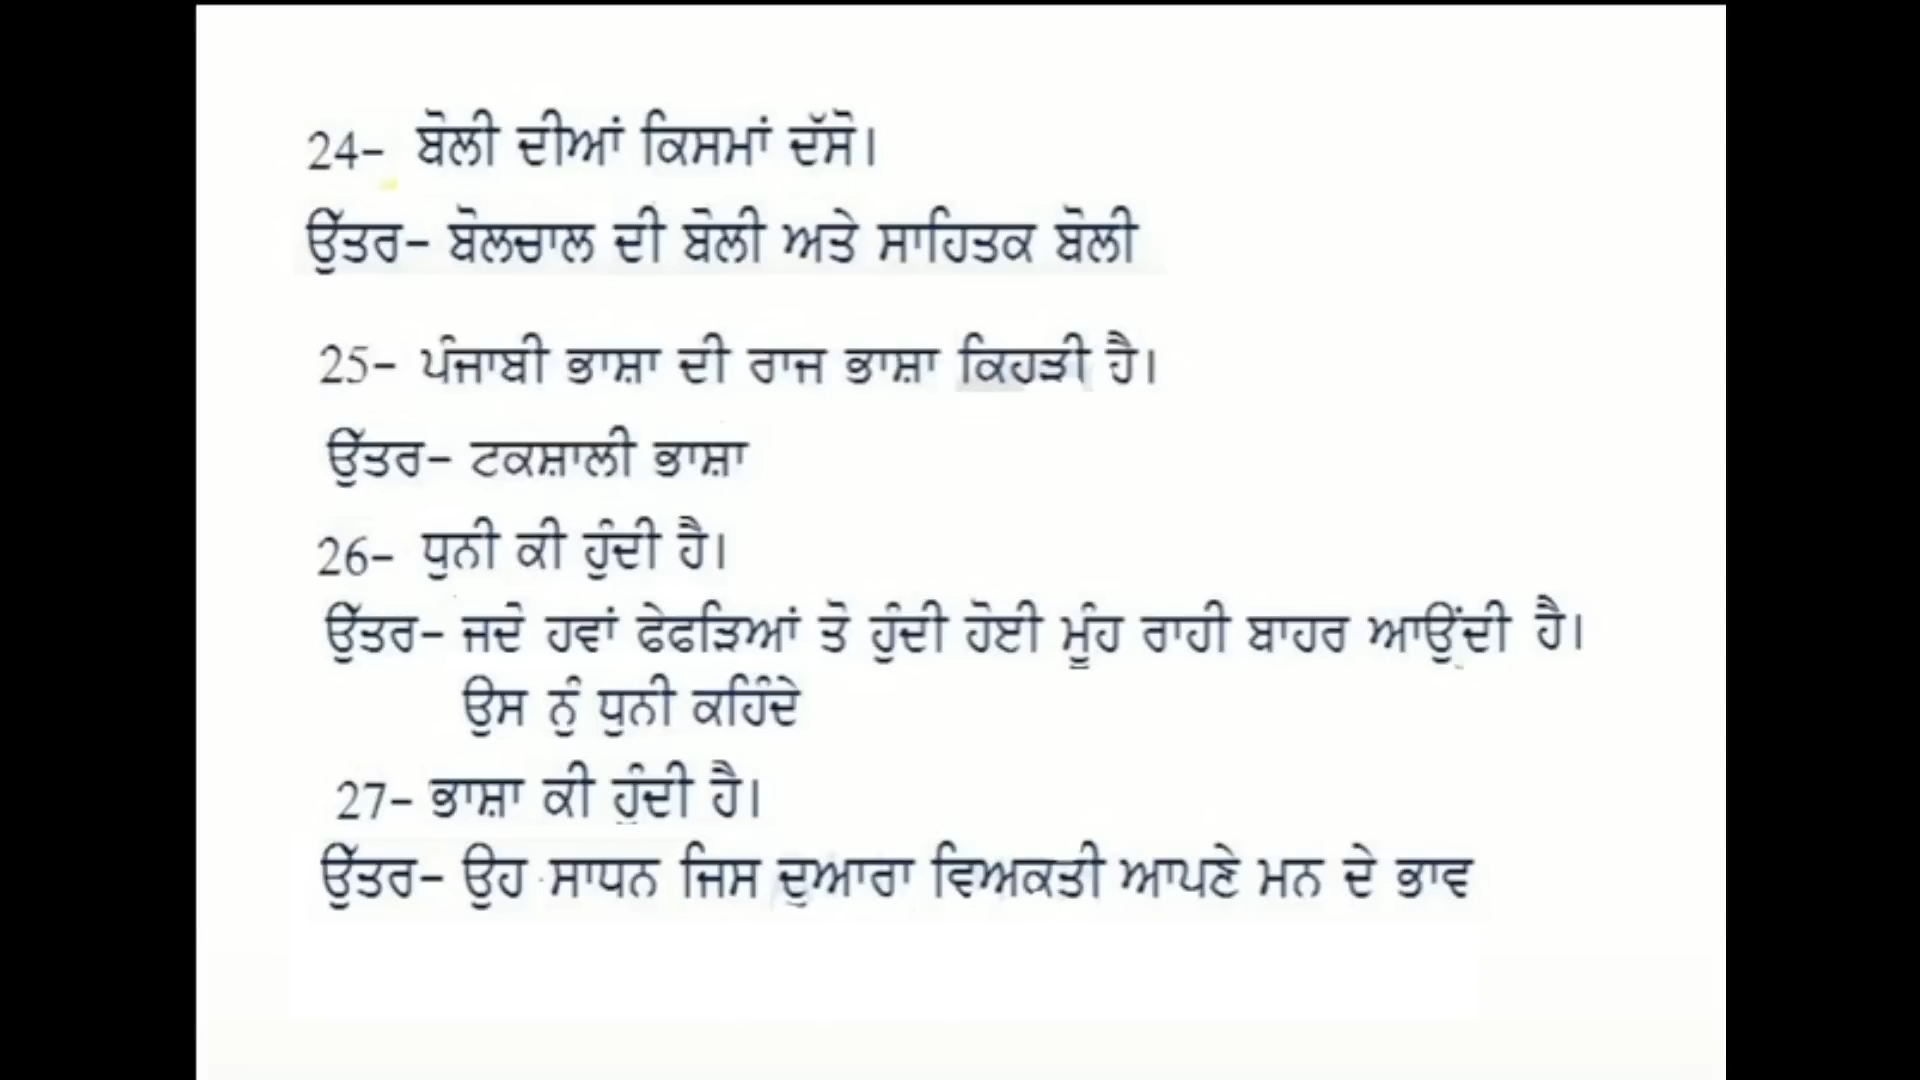 24- ਬੋਲੀ ਦੀਆਂ ਕਿਸਮਾਂ ਦੱਸੋ।
ਉੱਤਰ- ਬੋਲਚਾਲ ਦੀ ਬੋਲੀ ਅਤੇ ਸਾਹਿਤਕ ਬੋਲੀ
25- ਪੰਜਾਬੀ ਭਾਸ਼ਾ ਦੀ ਰਾਜ ਭਾਸ਼ਾ ਕਿਹੜੀ ਹੈ।
ਉੱਤਰ- ਟਕਸ਼ਾਲੀ ਭਾਸ਼ਾ
26- ਧੁਨੀ ਕੀ ਹੁੰਦੀ ਹੈ।
ਉੱਤਰ- ਜਦੋ ਹਵਾਂ ਫੇਫੜਿਆਂ ਤੋ ਹੁੰਦੀ ਹੋਈ ਮੂੰਹ ਰਾਹੀ ਬਾਹਰ ਆਉਂਦੀ ਹੈ।
ਉਸ ਨੁੰ ਧੁਨੀ ਕਹਿੰਦੇ
27- ਭਾਸ਼ਾ ਕੀ ਹੁੰਦੀ ਹੈ।
ਉੱਤਰ- ਉਹ ਸਾਧਨ ਜਿਸ ਦੁਆਰਾ ਵਿਅਕਤੀ ਆਪਣੇ ਮਨ ਦੇ ਭਾਵ